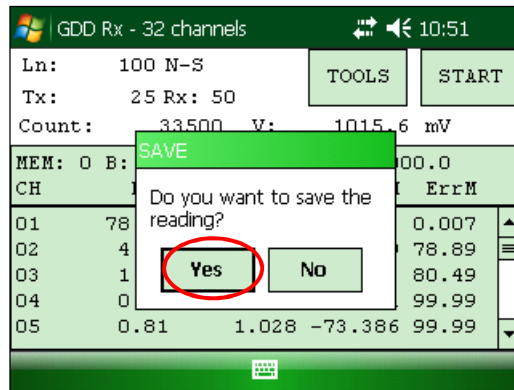 GDD Rx - 32 channels 10:51
Ln: 100 N-S
TOOLS START
Tx: 25 Rx: 50
Count: 33500 V: 1015.6 mV
SAVE
MEM: 0 B: 00.0
CH ErrM
Do you want to save the
reading?
01 78 0.007
02 4 78.89
03 1 80.49
Yes No
04 0 99.99
05 0.81 1.028 -73.386 99.99